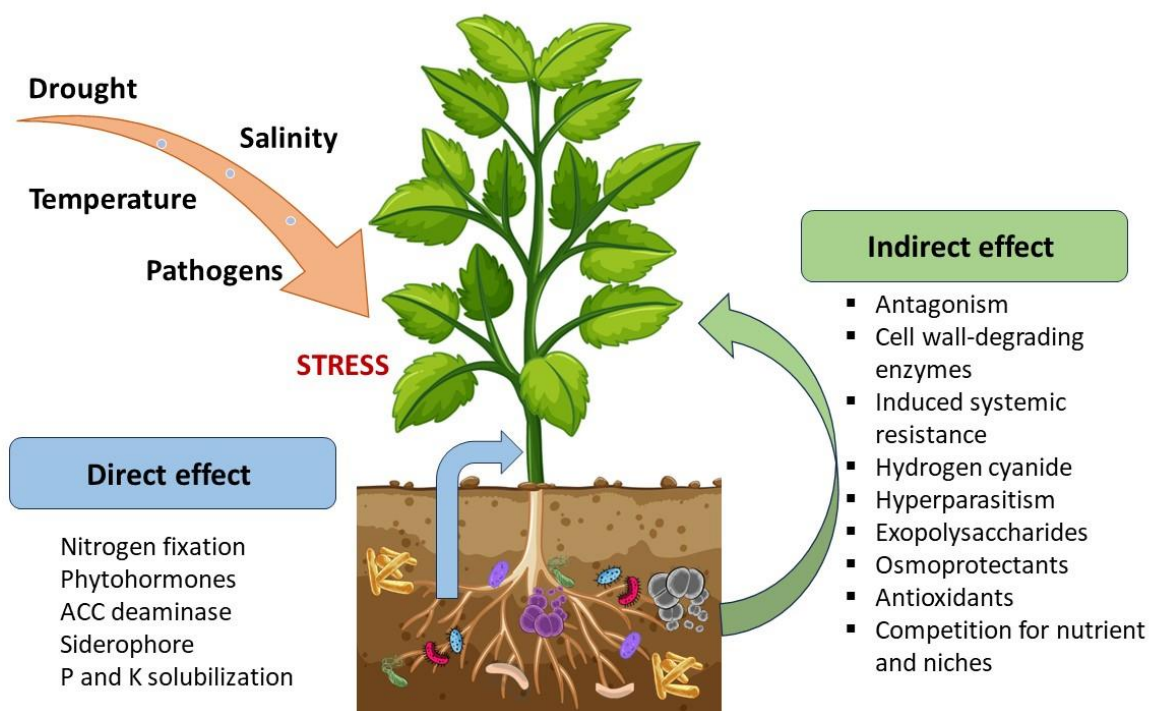 Drought
Salinity
Temperature
Pathogens
STRESS
Direct effect
Nitrogen fixation
Phytohormones
ACC deaminase
Siderophore
P and K solubilization
Indirect effect
▪ Antagonism
▪ Cell wall-degrading
enzymes
▪ Induced systemic
resistance
▪ Hydrogen cyanide
▪ Hyperparasitism
▪ Exopolysaccharides
▪ Osmoprotectants
▪ Antioxidants
▪ Competition for nutrient
and niches